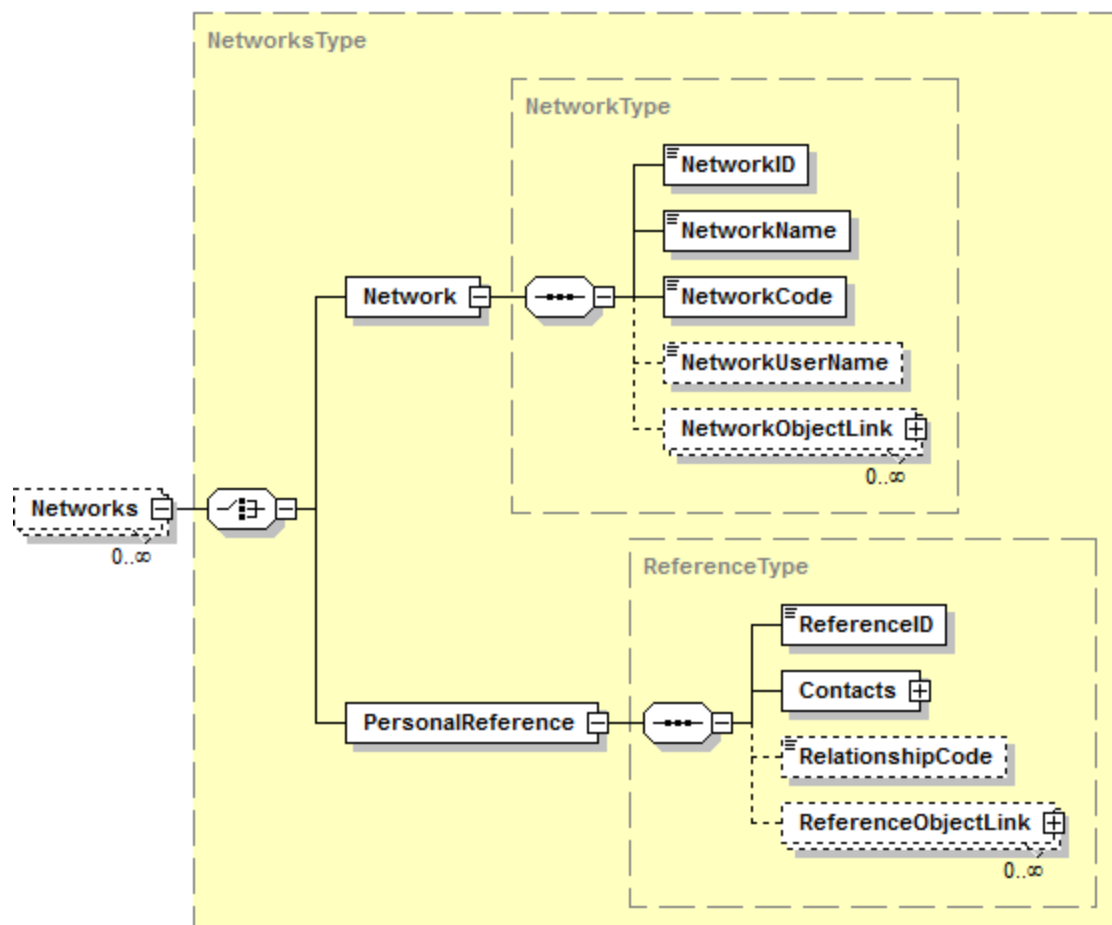 NetworksType
NetworkType
NetworkID
NetworkName
Network
NetworkCode
NetworkUserName
NetworkObjectLink
0..∞
Networks
0..∞
ReferenceType
ReferenceID
Contacts
PersonalReference
RelationshipCode
ReferenceObjectLink
0..∞